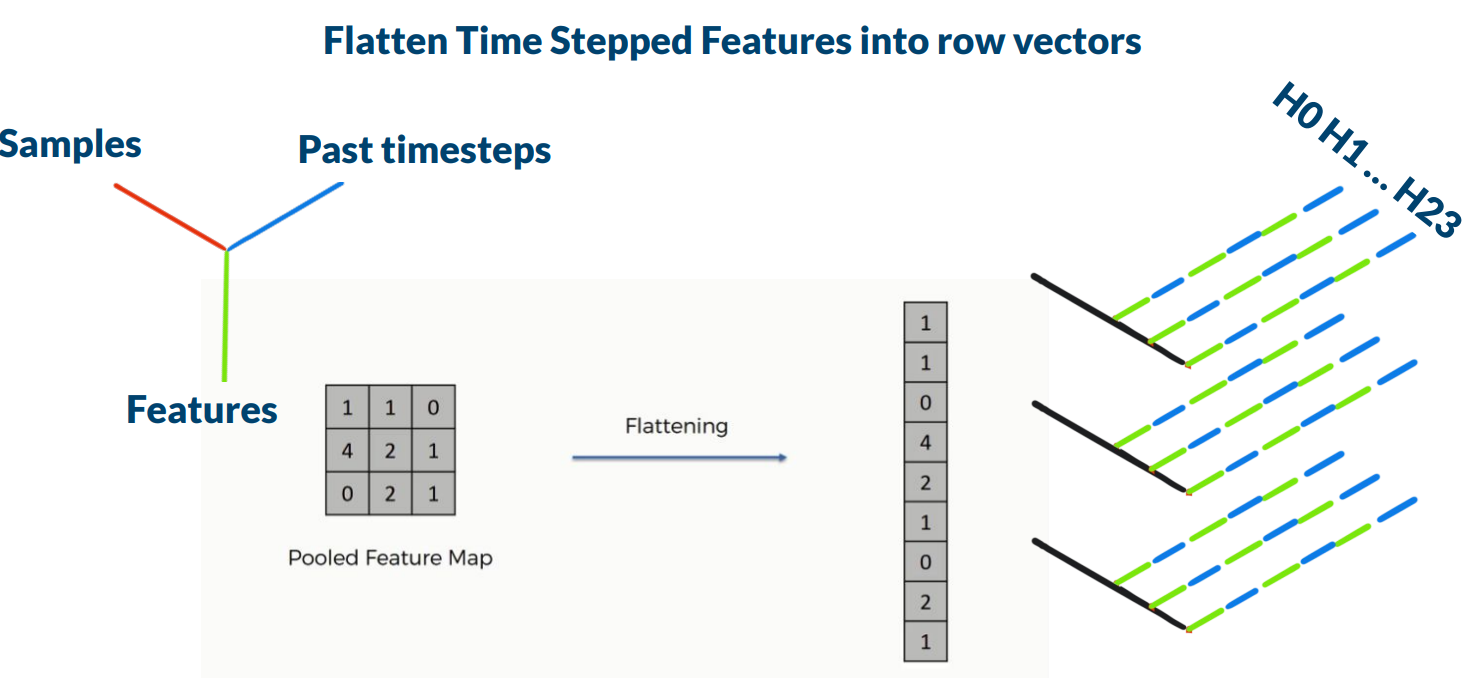 Flatten Time Stepped Features into row vectors
Samples
Past timesteps
H0 H1 ... H23
Features
1 1 0
4 2 1
0 2 1
Pooled Feature Map
Flattening
1
1
0
4
2
1
0
2
1